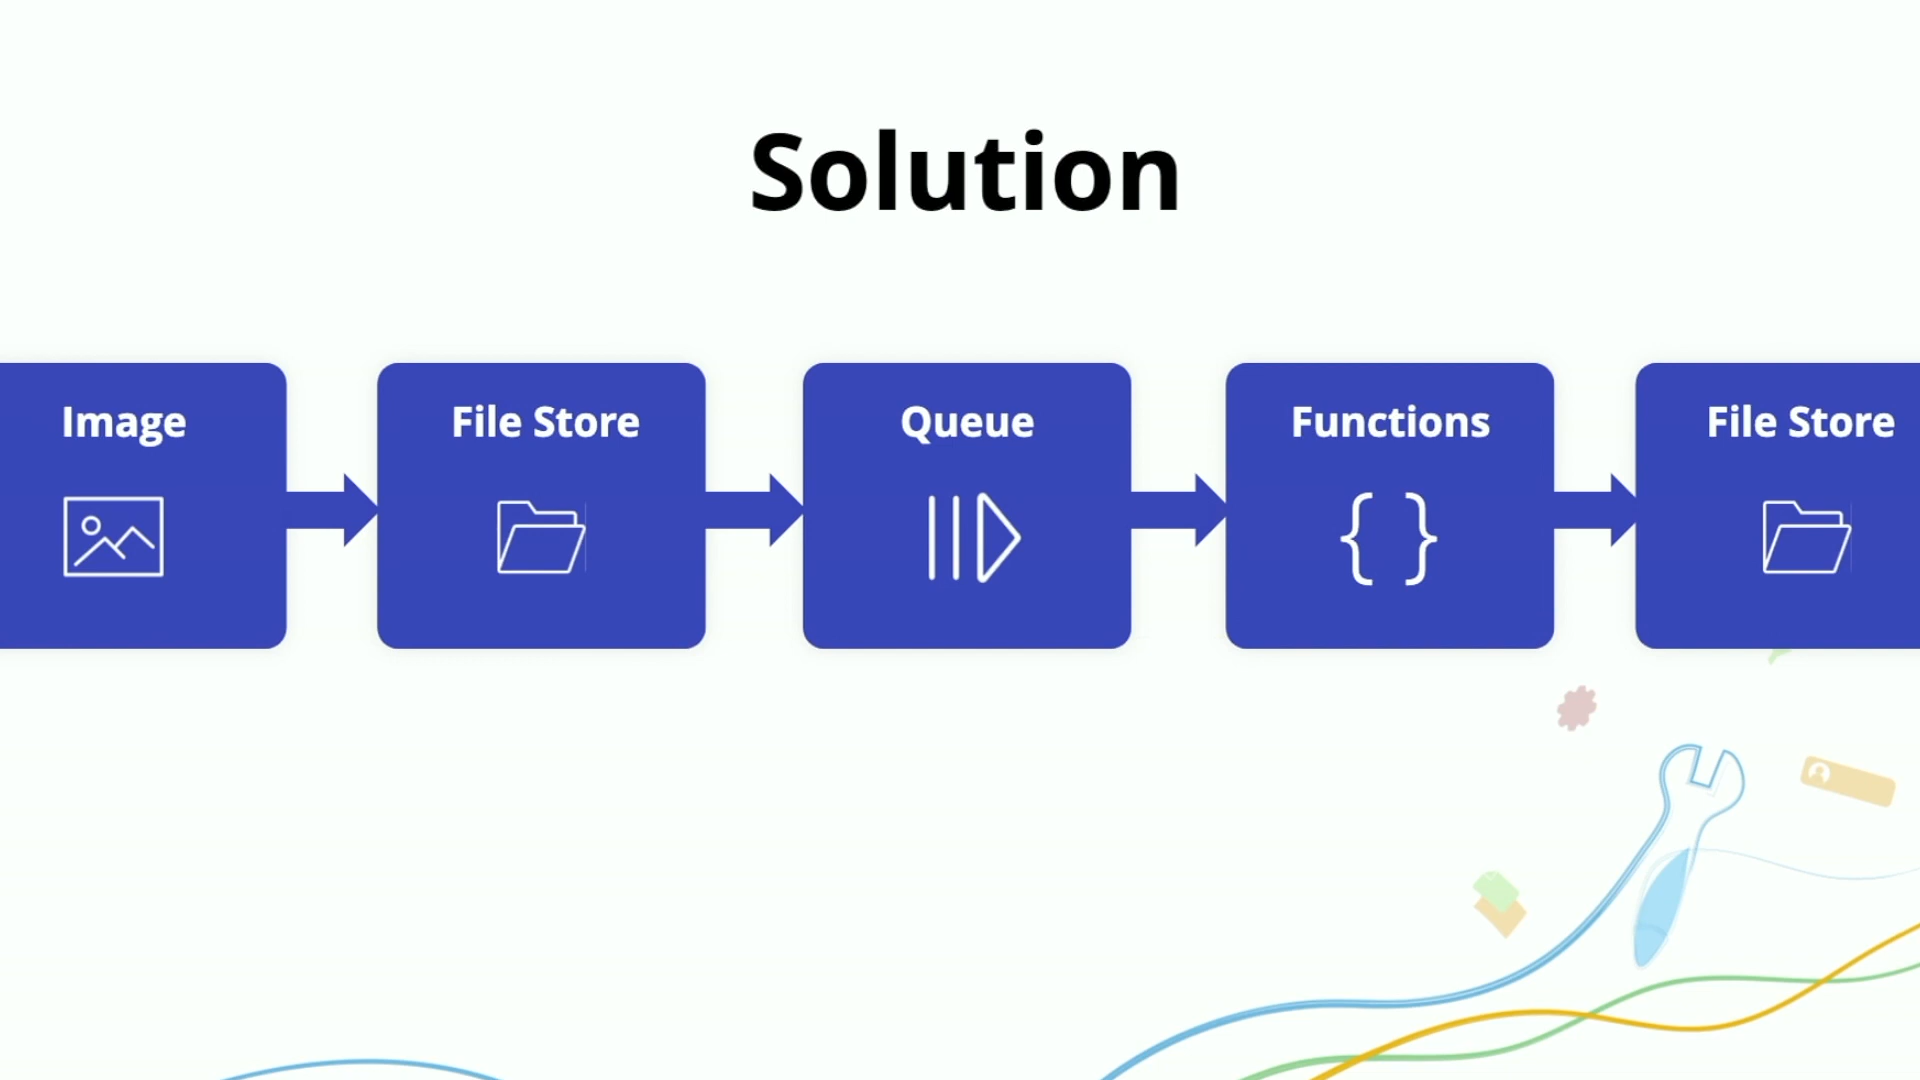 Solution
Image
File Store
Queue
Functions
File Store